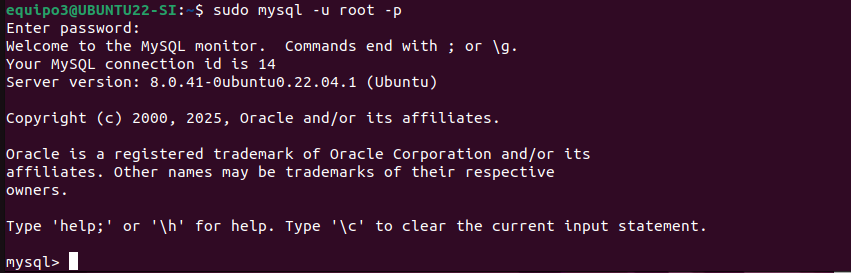 equipo3@UBUNTU22-SI:~$ sudo mysql -u root -p
Enter password:
Welcome to the MySQL monitor.  Commands end with ; or \g.
Your MySQL connection id is 14
Server version: 8.0.41-0ubuntu0.22.04.1 (Ubuntu)

Copyright (c) 2000, 2025, Oracle and/or its affiliates.

Oracle is a registered trademark of Oracle Corporation and/or its
affiliates. Other names may be trademarks of their respective
owners.

Type 'help;' or '\h' for help. Type '\c' to clear the current input statement.

mysql>